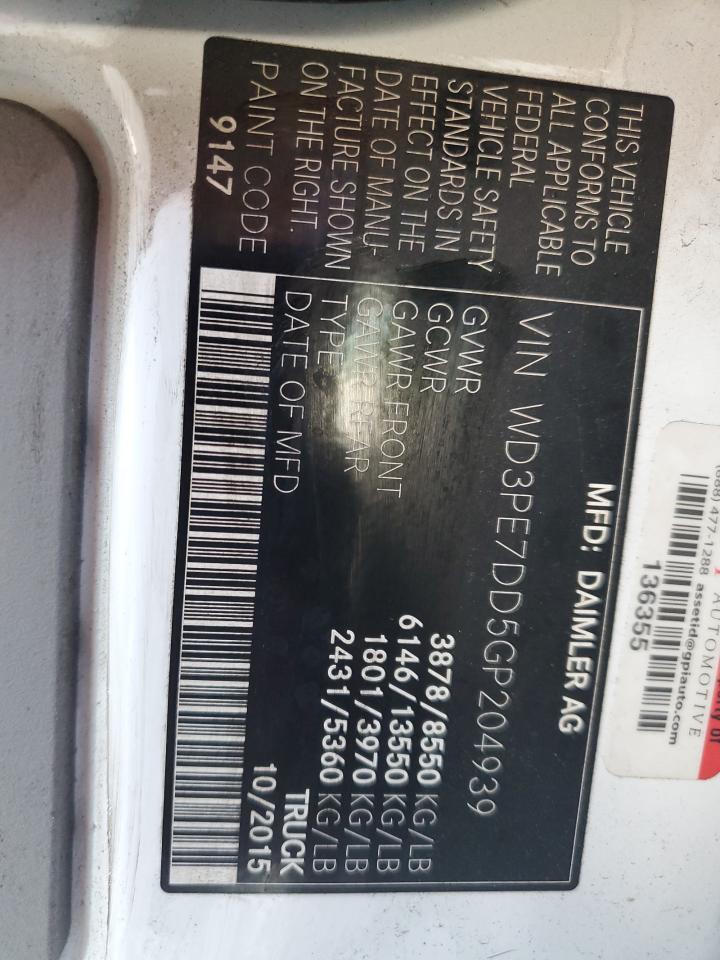 THIS VEHICLE
CONFORMS TO
ALL APPLICABLE
FEDERAL
VEHICLE SAFETY
STANDARDS IN
EFFECT ON THE
DATE OF MANU-
FACTURE SHOWN
ON THE RIGHT.
PAINT CODE
9147
MFD: DAIMLER AG
VIN WD3PE7DD5GP204939
GVWR 3878/8550 KG/LB
GCWR 6146/13550 KG/LB
GAWR FRONT 1801/3970 KG/LB
GAWR REAR 2431/5360 KG/LB
TYPE TRUCK
DATE OF MFD 10/2015
AUTOMOTIVE
477-1288 assetid@gpiauto.com
136355